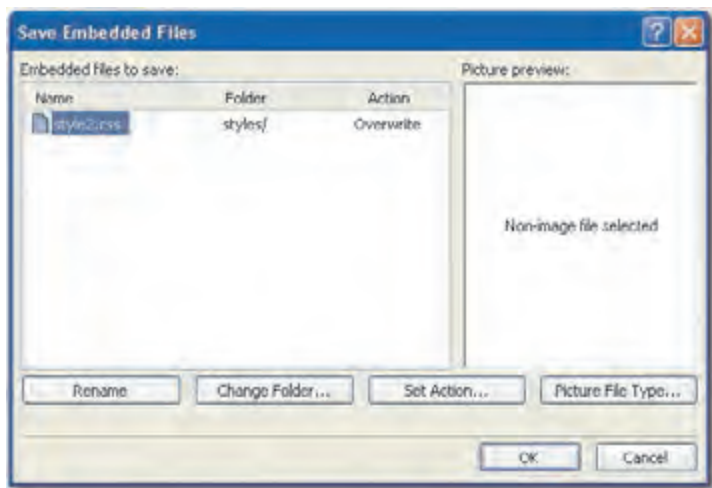 Save Embedded Files
Embedded files to save:
Picture preview:
Name Folder Action
style2.css styles/ Overwrite
Non-image file selected
Rename Change Folder... Set Action... Picture File Type...
OK Cancel